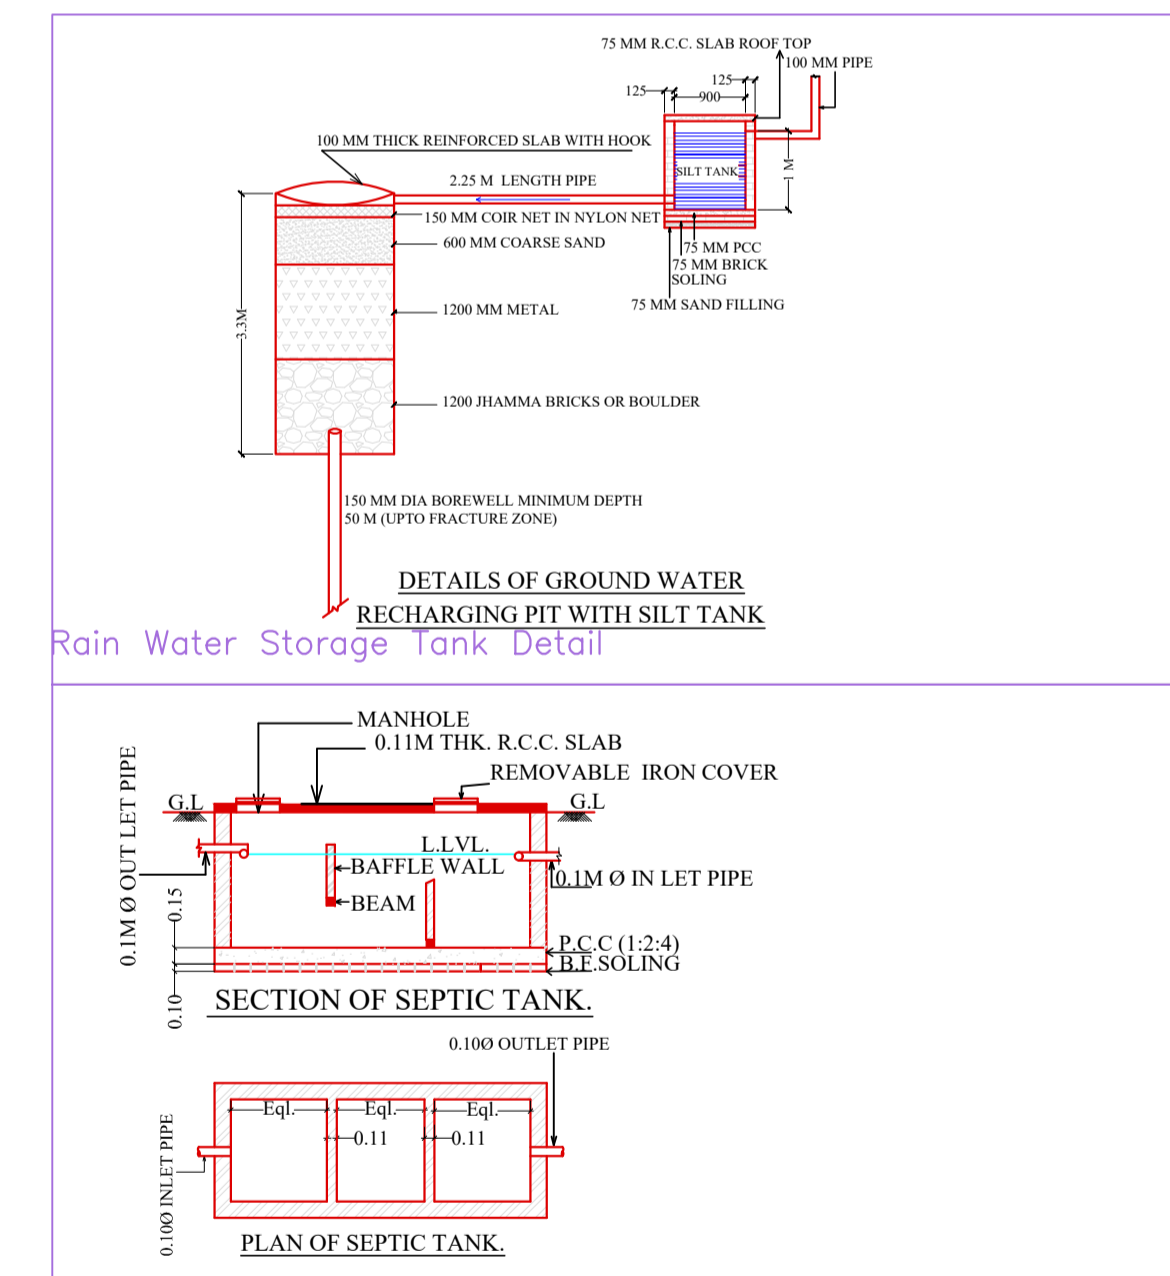 75 MM R.C.C. SLAB ROOF TOP
100 MM PIPE
125
125
900
100 MM THICK REINFORCED SLAB WITH HOOK
SILT TANK
1 M
2.25 M LENGTH PIPE
150 MM COIR NET IN NYLON NET
600 MM COARSE SAND
75 MM PCC
75 MM BRICK
SOLING
75 MM SAND FILLING
3.3M
1200 MM METAL
1200 JHAMMA BRICKS OR BOULDER
150 MM DIA BOREWELL MINIMUM DEPTH
50 M (UPTO FRACTURE ZONE)
DETAILS OF GROUND WATER
RECHARGING PIT WITH SILT TANK
Rain Water Storage Tank Detail
MANHOLE
0.11M THK. R.C.C. SLAB
REMOVABLE IRON COVER
G.L
G.L
0.1M Ø OUT LET PIPE
L.LVL.
BAFFLE WALL
0.1M Ø IN LET PIPE
BEAM
0.15
P.C.C (1:2:4)
B.F.SOLING
0.10
SECTION OF SEPTIC TANK.
0.10Ø OUTLET PIPE
Eql.
Eql.
Eql.
0.11
0.11
0.10Ø INLET PIPE
PLAN OF SEPTIC TANK.